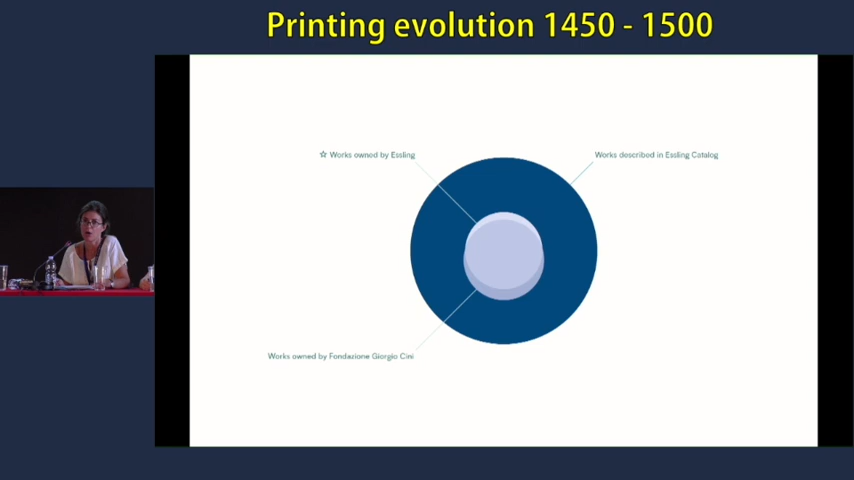 Printing evolution 1450 - 1500
☆ Works owned by Essling
Works described in Essling Catalog
Works owned by Fondazione Giorgio Cini